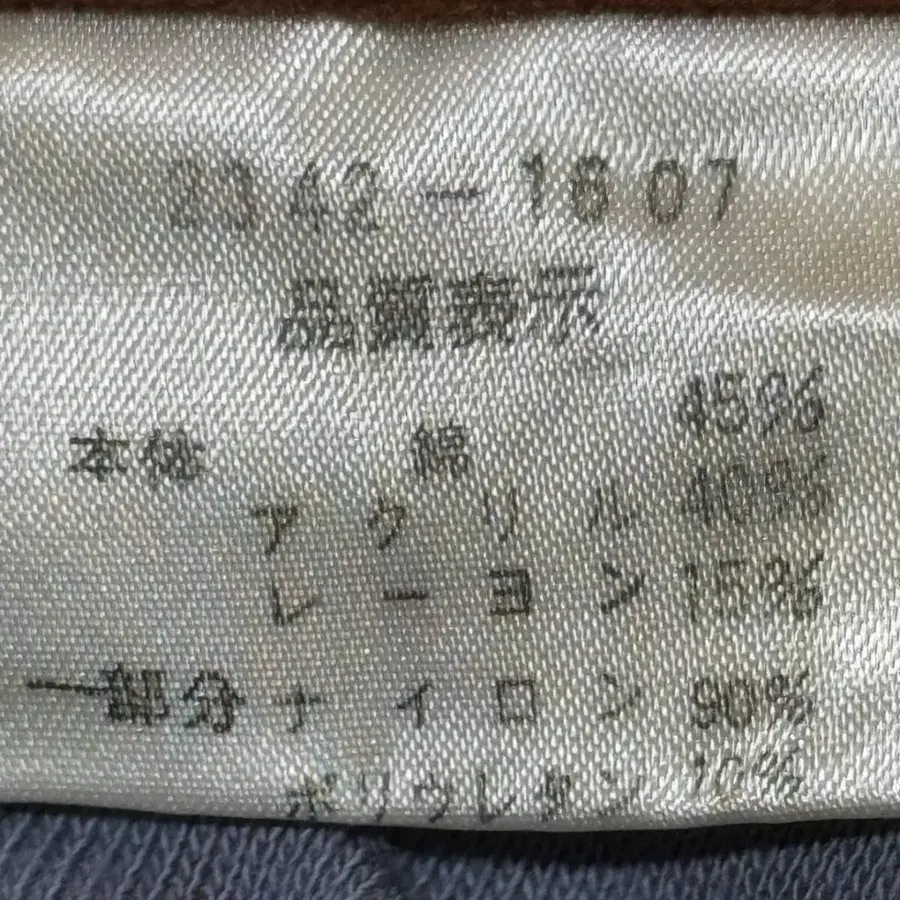 2342-1607
品質表示
本体 綿 45%
アクリル 40%
レーヨン 15%
一部分 ナイロン 90%
ポリウレタン 10%